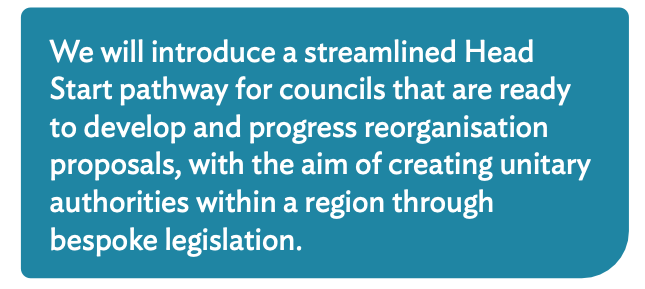 We will introduce a streamlined Head
Start pathway for councils that are ready
to develop and progress reorganisation
proposals, with the aim of creating unitary
authorities within a region through
bespoke legislation.